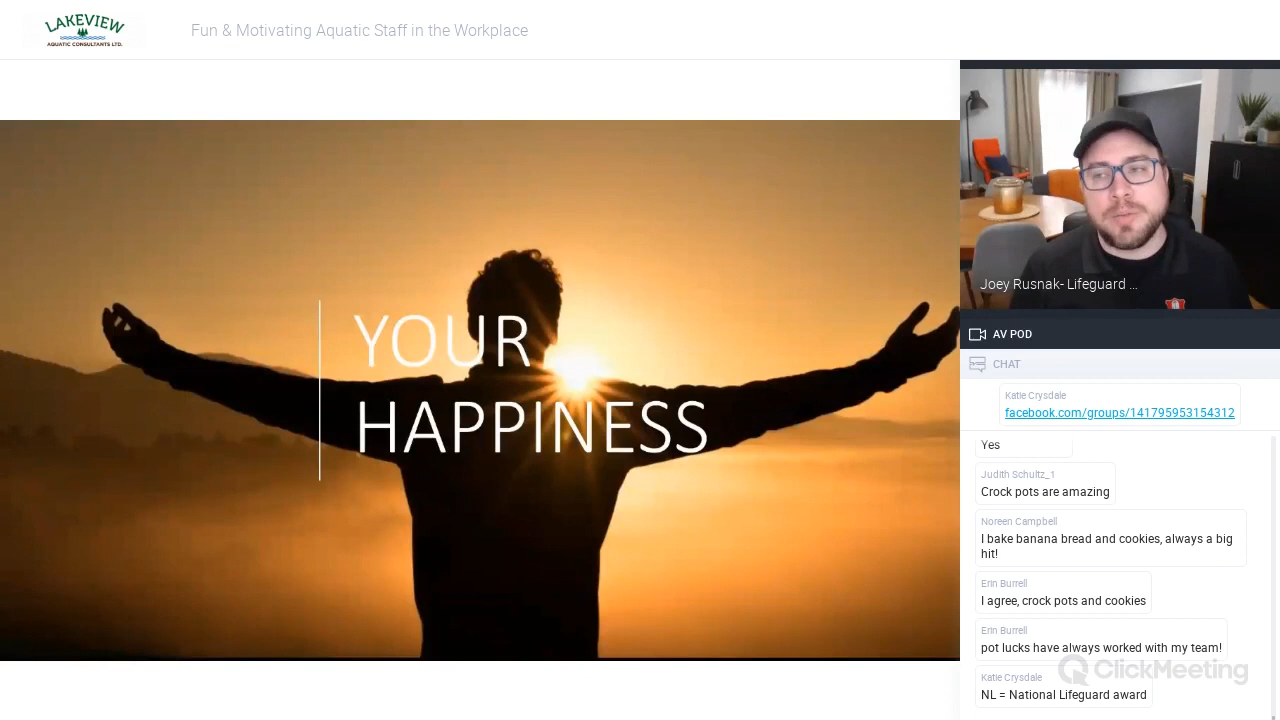 LAKEVIEW
AQUATIC CONSULTANTS LTD.
Fun & Motivating Aquatic Staff in the Workplace
YOUR
HAPPINESS
Joey Rusnak- Lifeguard ...
AV POD
CHAT
Katie Crysdale
facebook.com/groups/141795953154312
Yes
Judith Schultz_1
Crock pots are amazing
Noreen Campbell
I bake banana bread and cookies, always a big
hit!
Erin Burrell
I agree, crock pots and cookies
Erin Burrell
pot lucks have always worked with my team!
Katie Crysdale
NL = National Lifeguard award
ClickMeeting